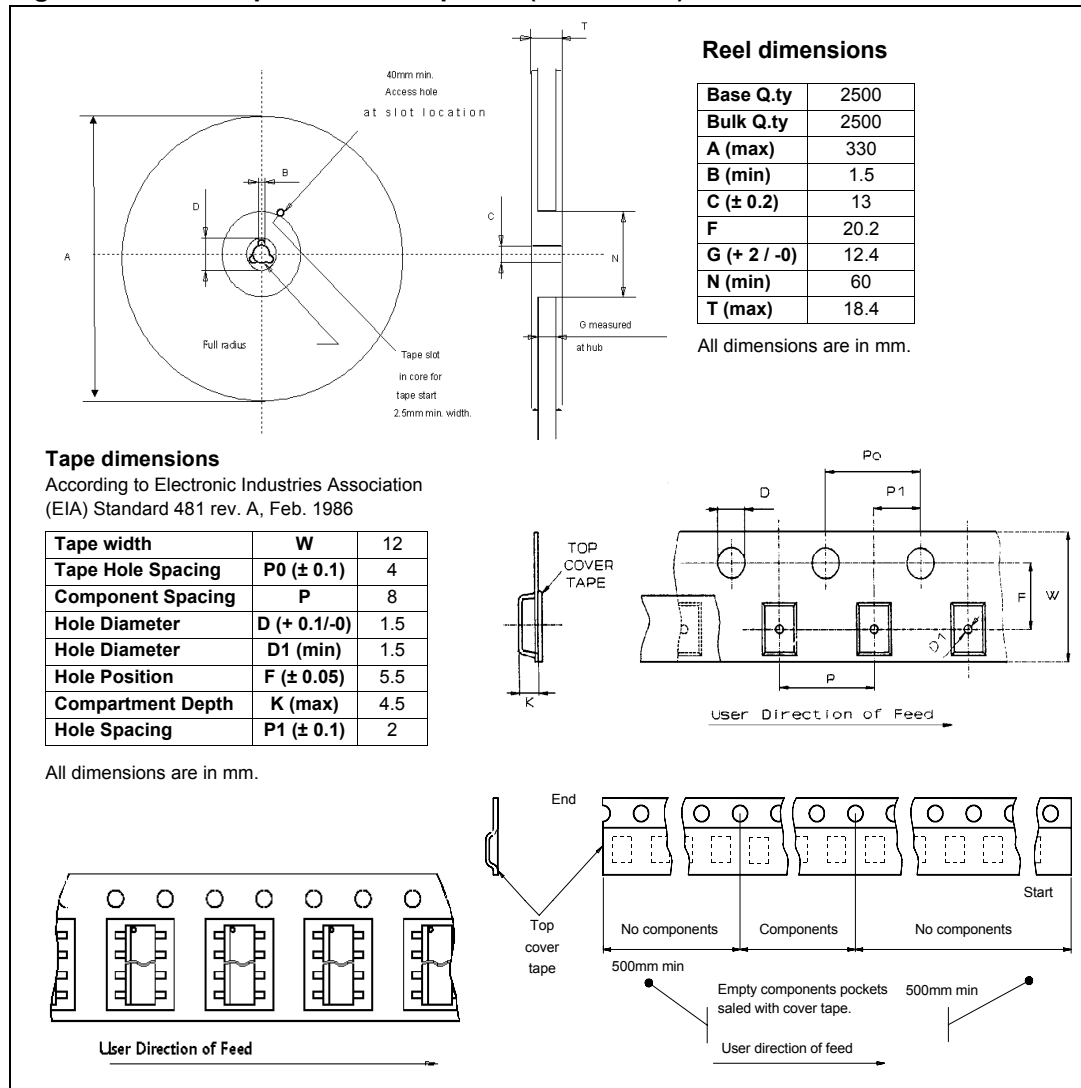 T
40mm min.
Access hole
at slot location
B
D
A
C
N
Full radius
Tape slot
in core for
tape start
2.5mm min. width.
G measured
at hub
Reel dimensions
Base Q.ty 2500
Bulk Q.ty 2500
A (max) 330
B (min) 1.5
C (± 0.2) 13
F 20.2
G (+ 2 / -0) 12.4
N (min) 60
T (max) 18.4
All dimensions are in mm.
Tape dimensions
According to Electronic Industries Association
(EIA) Standard 481 rev. A, Feb. 1986
Tape width W 12
Tape Hole Spacing P0 (± 0.1) 4
Component Spacing P 8
Hole Diameter D (+ 0.1/-0) 1.5
Hole Diameter D1 (min) 1.5
Hole Position F (± 0.05) 5.5
Compartment Depth K (max) 4.5
Hole Spacing P1 (± 0.1) 2
All dimensions are in mm.
Po
D
P1
TOP
COVER
TAPE
F
W
D1
K
P
User Direction of Feed
End
Start
Top
cover
tape
No components
Components
No components
500mm min
Empty components pockets
saled with cover tape.
500mm min
User direction of feed
User Direction of Feed